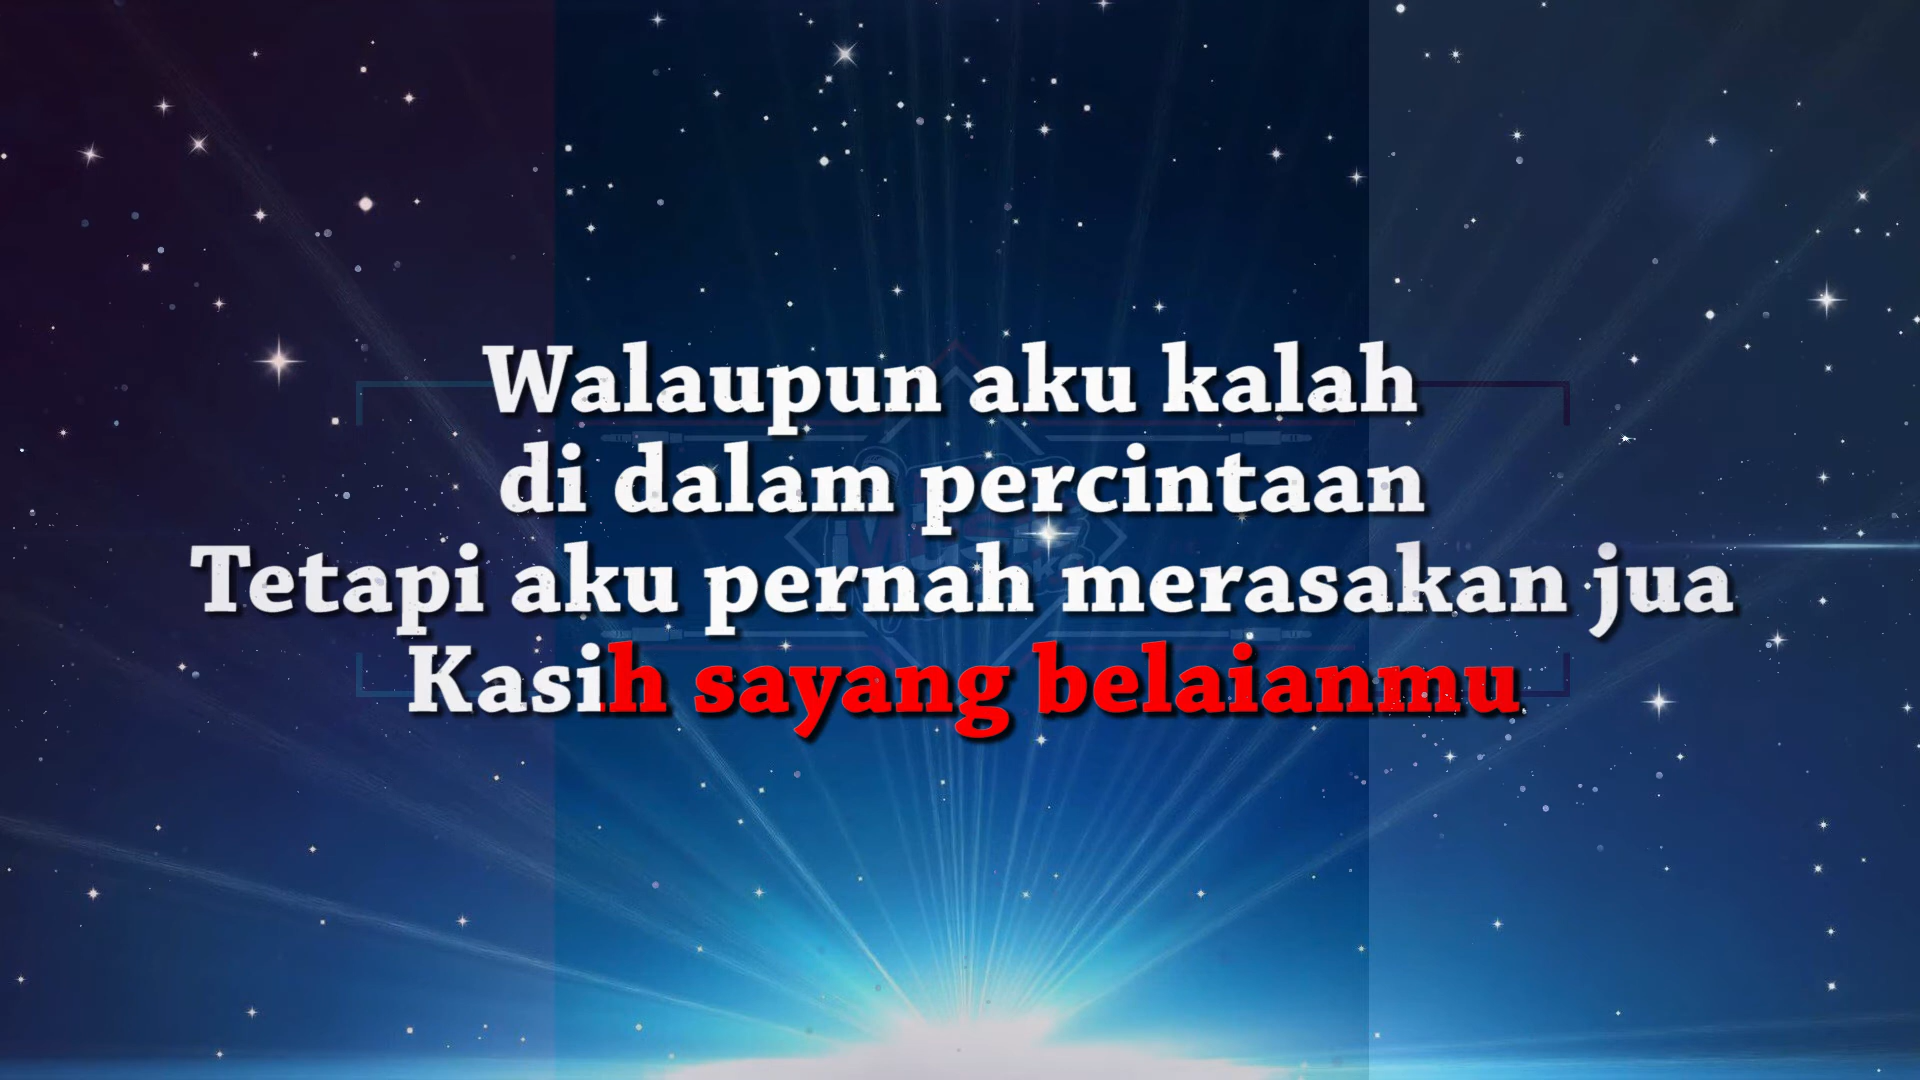 Walaupun aku kalah
di dalam percintaan
Tetapi aku pernah merasakan jua
Kasih sayang belaianmu